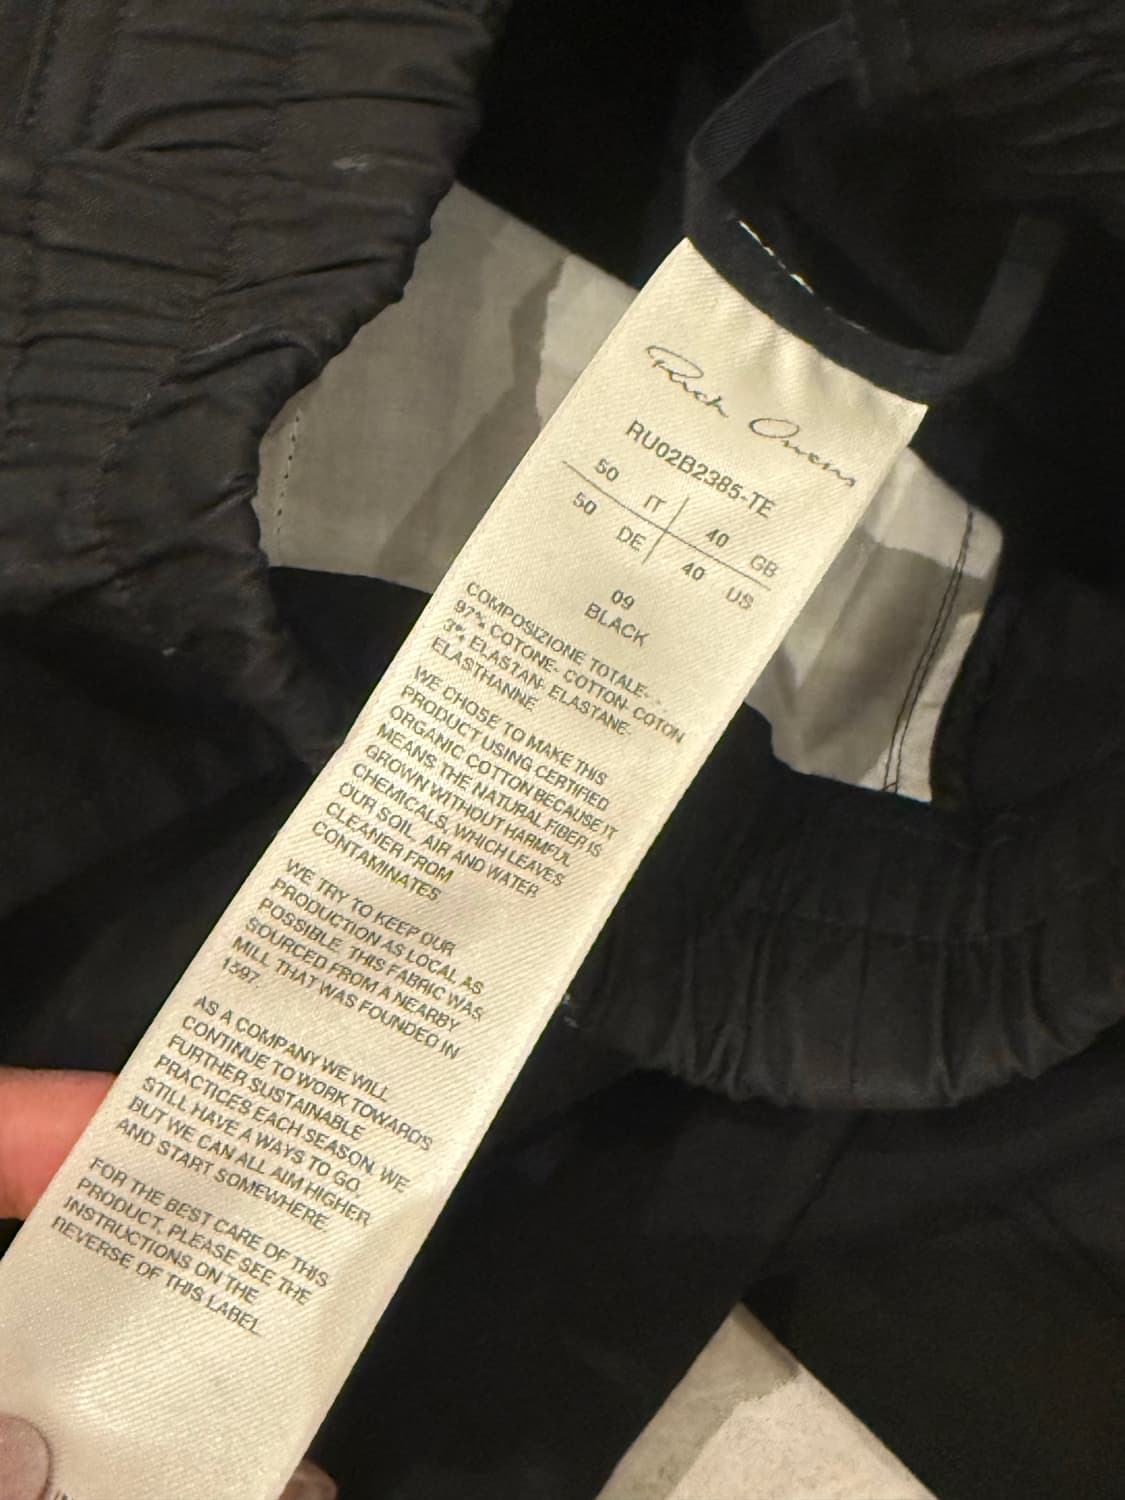 Rick Owens
RU02B2385-TE
50 IT 40 GB
50 DE 40 US
09
BLACK
COMPOSIZIONE TOTALE-
97% COTONE- COTTON- COTON
3% ELASTAN- ELASTANE-
ELASTHANNE
WE CHOSE TO MAKE THIS
PRODUCT USING CERTIFIED
ORGANIC COTTON BECAUSE IT
MEANS THE NATURAL FIBER IS
GROWN WITHOUT HARMFUL
CHEMICALS, WHICH LEAVES
OUR SOIL, AIR AND WATER
CLEANER FROM
CONTAMINATES.
WE TRY TO KEEP OUR
PRODUCTION AS LOCAL AS
POSSIBLE. THIS FABRIC WAS
SOURCED FROM A NEARBY
MILL THAT WAS FOUNDED IN
AS A COMPANY WE WILL
CONTINUE TO WORK TOWARDS
FURTHER SUSTAINABLE
PRACTICES EACH SEASON. WE
STILL HAVE A WAYS TO GO,
BUT WE CAN ALL AIM HIGHER
AND START SOMEWHERE.
FOR THE BEST CARE OF THIS
PRODUCT, PLEASE SEE THE
INSTRUCTIONS ON THE
REVERSE OF THIS LABEL.